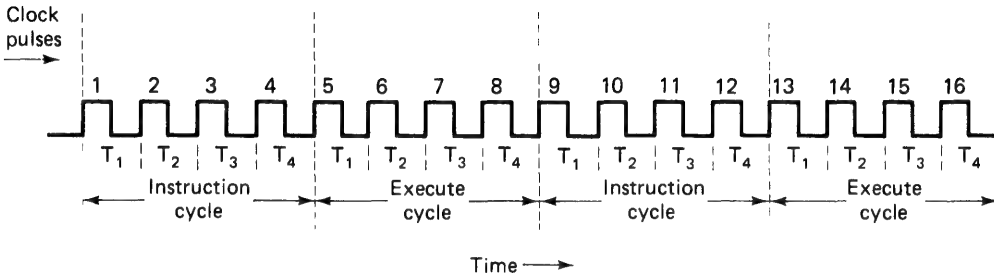 Clock
pulses
1 2 3 4 5 6 7 8 9 10 11 12 13 14 15 16
T1 T2 T3 T4 T1 T2 T3 T4 T1 T2 T3 T4 T1 T2 T3 T4
Instruction
cycle
Execute
cycle
Instruction
cycle
Execute
cycle
Time